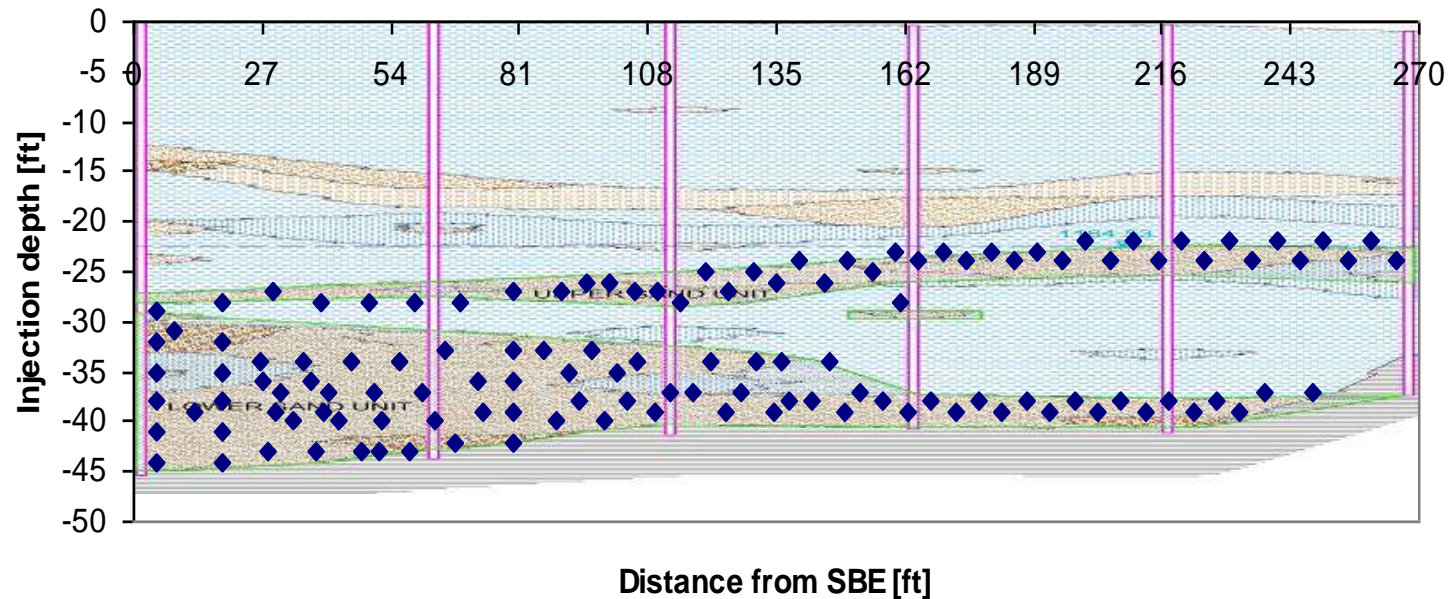 0
0 27 54 81 108 135 162 189 216 243 270
-5
-10
-15
-20
-25
-30
-35
-40
-45
-50
Injection depth [ft]
UPPER SAND UNIT
LOWER SAND UNIT
Distance from SBE [ft]